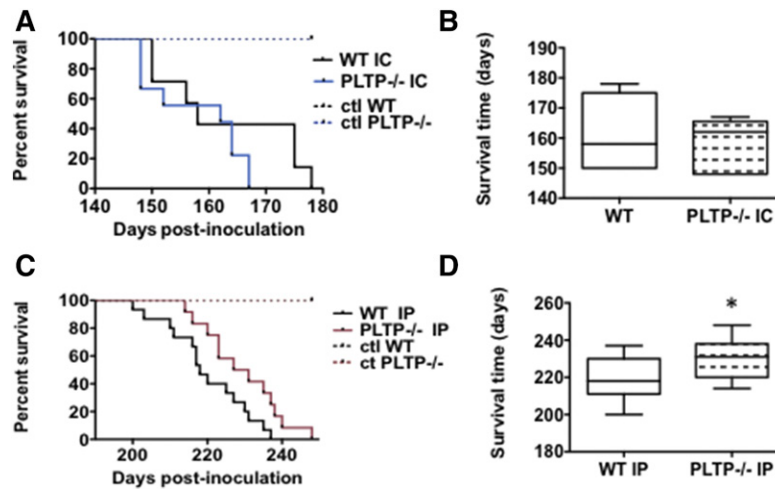 A
Percent survival
100
80
60
40
20
0
140 150 160 170 180
Days post-inoculation
WT IC
PLTP-/- IC
ctl WT
ctl PLTP-/-
B
Survival time (days)
190
180
170
160
150
140
WT PLTP-/- IC
C
Percent survival
100
80
60
40
20
0
200 220 240
Days post-inoculation
WT IP
PLTP-/- IP
ctl WT
ct PLTP-/-
D
Survival time (days)
260
240
220
200
180
*
WT IP PLTP-/- IP